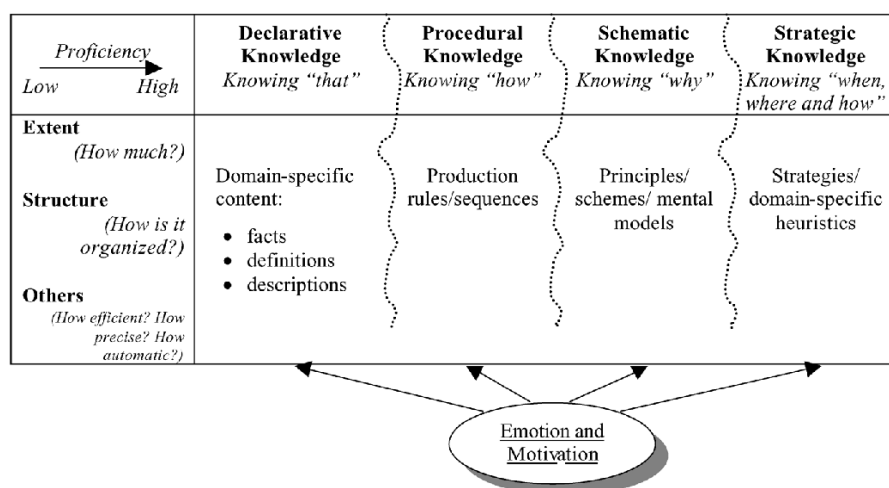 Proficiency
Low High
Declarative
Knowledge
Knowing "that"
Procedural
Knowledge
Knowing "how"
Schematic
Knowledge
Knowing "why"
Strategic
Knowledge
Knowing "when,
where and how"
Extent
(How much?)
Structure
(How is it
organized?)
Others
(How efficient? How
precise? How
automatic?)
Domain-specific
content:
• facts
• definitions
• descriptions
Production
rules/sequences
Principles/
schemes/ mental
models
Strategies/
domain-specific
heuristics
Emotion and
Motivation